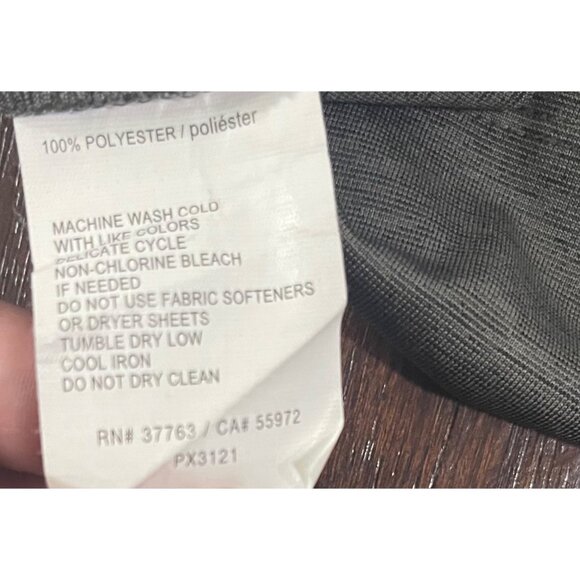 100% POLYESTER / poliéster
MACHINE WASH COLD
WITH LIKE COLORS
DELICATE CYCLE
NON-CHLORINE BLEACH
IF NEEDED
DO NOT USE FABRIC SOFTENERS
OR DRYER SHEETS
TUMBLE DRY LOW
COOL IRON
DO NOT DRY CLEAN
RN# 37763 / CA# 55972
PX3121